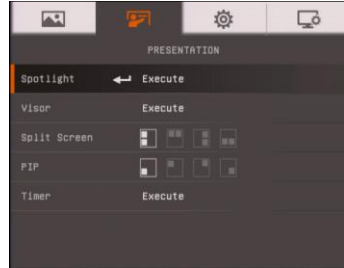 PRESENTATION
Spotlight Execute
Visor Execute
Split Screen
PIP
Timer Execute